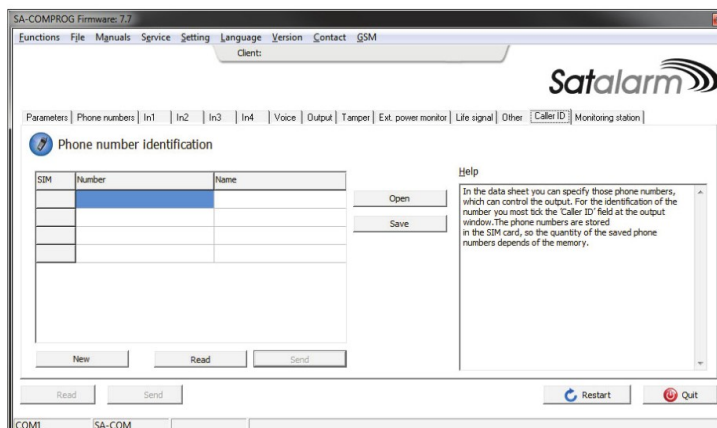 SA-COMPROG Firmware: 7.7
Functions File Manuals Service Setting Language Version Contact GSM
Client:
Satalarm
Parameters Phone numbers In1 In2 In3 In4 Voice Output Tamper Ext. power monitor Life signal Other Caller ID Monitoring station
Phone number identification
Help
SIM Number Name
Open
Save
In the data sheet you can specify those phone numbers,
which can control the output. For the identification of the
number you most tick the 'Caller ID' field at the output
window.The phone numbers are stored
in the SIM card, so the quantity of the saved phone
numbers depends of the memory.
New Read Send
Read Send Restart Quit
COM1 SA-COM